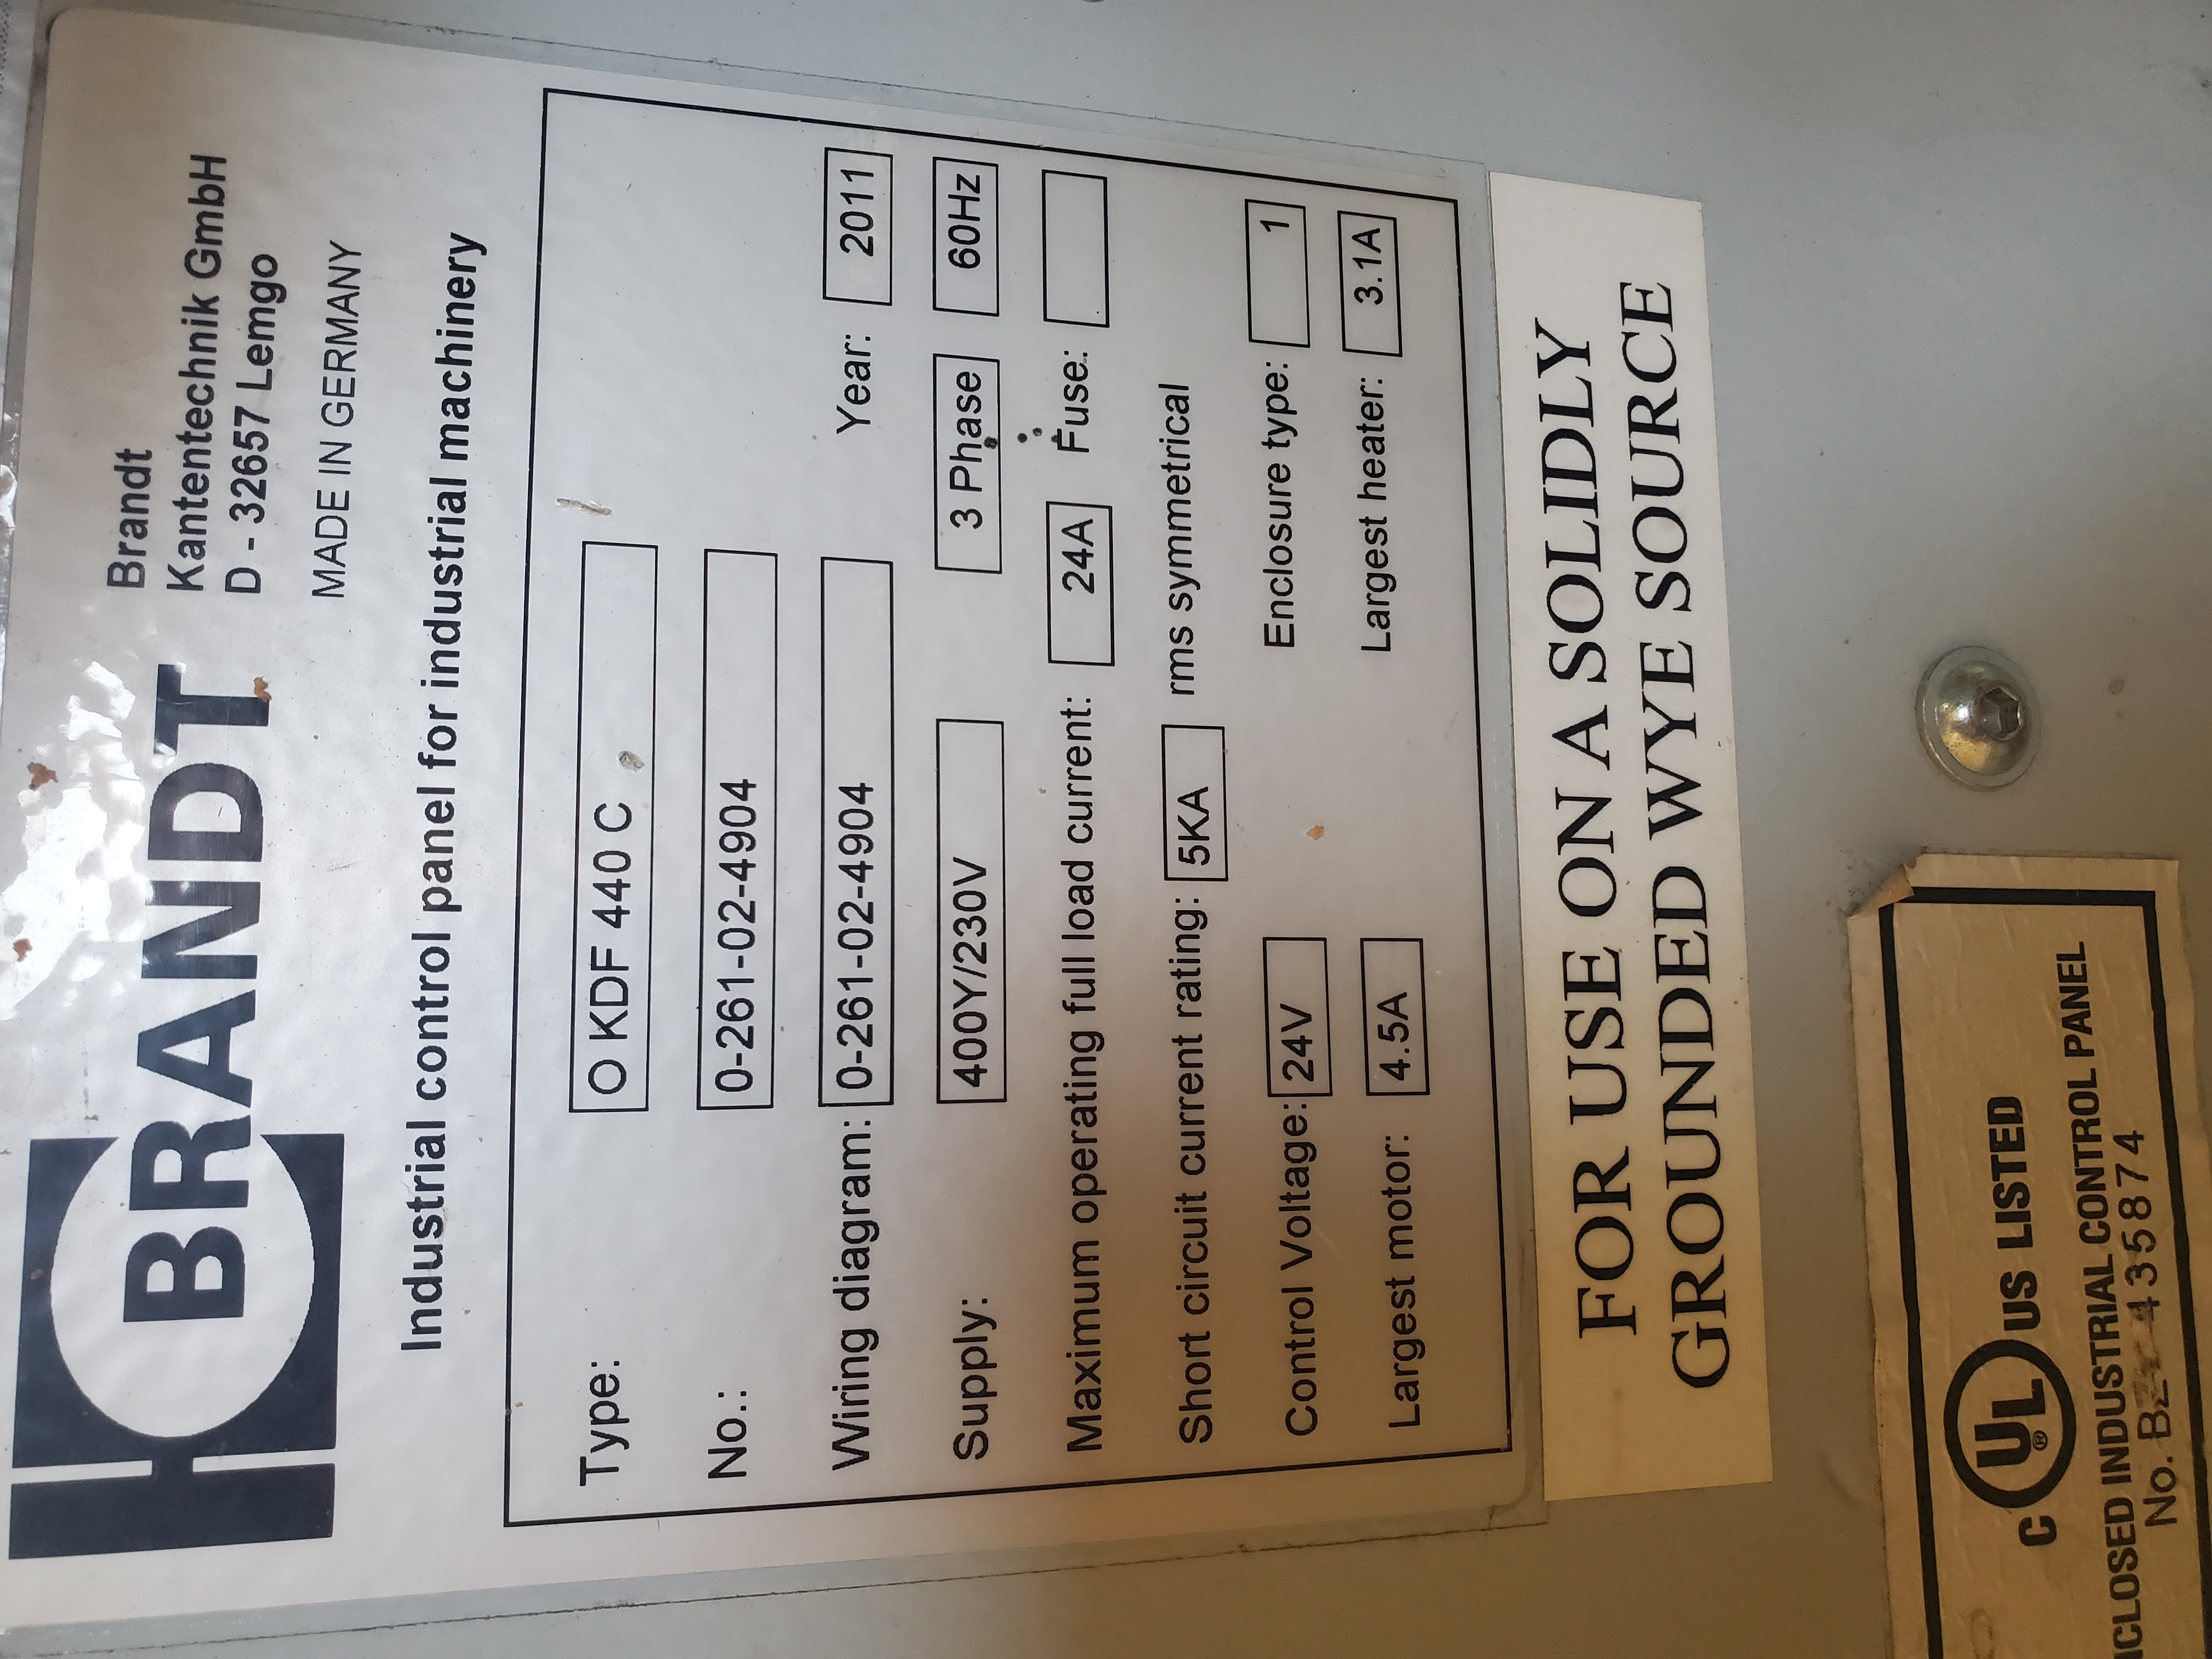 BRANDT
Brandt
Kantentechnik GmbH
D - 32657 Lemgo
MADE IN GERMANY
Industrial control panel for industrial machinery
Type: O KDF 440 C
No.: 0-261-02-4904
Wiring diagram: 0-261-02-4904 Year: 2011
Supply: 400Y/230V 3 Phase 60Hz
Maximum operating full load current: 24A Fuse:
Short circuit current rating: 5KA rms symmetrical
Control Voltage: 24V Enclosure type: 1
Largest motor: 4.5A Largest heater: 3.1A
FOR USE ON A SOLIDLY
GROUNDED WYE SOURCE
C UL® US LISTED
NCLOSED INDUSTRIAL CONTROL PANEL
No. 435874